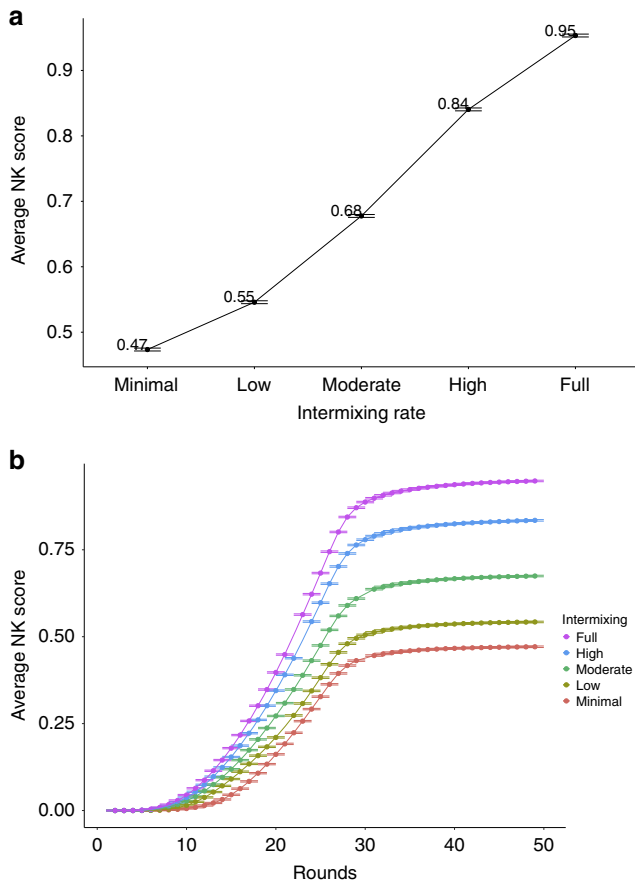 a
Average NK score
0.9
0.8
0.7
0.6
0.5
0.47
0.55
0.68
0.84
0.95
Minimal Low Moderate High Full
Intermixing rate
b
Average NK score
0.75
0.50
0.25
0.00
Intermixing
Full
High
Moderate
Low
Minimal
0 10 20 30 40 50
Rounds